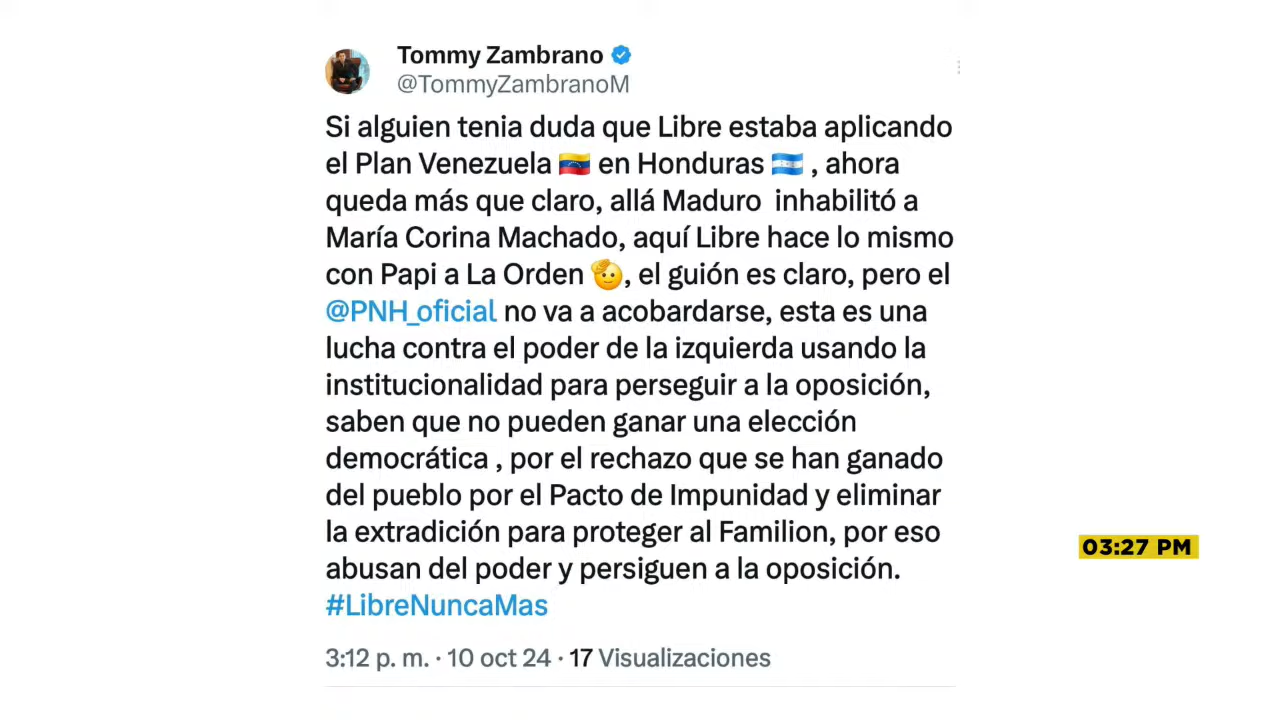 Tommy Zambrano
@TommyZambranoM
Si alguien tenia duda que Libre estaba aplicando
el Plan Venezuela 🇻🇪 en Honduras 🇭🇳 , ahora
queda más que claro, allá Maduro  inhabilitó a
María Corina Machado, aquí Libre hace lo mismo
con Papi a La Orden 🫡, el guión es claro, pero el
@PNH_oficial no va a acobardarse, esta es una
lucha contra el poder de la izquierda usando la
institucionalidad para perseguir a la oposición,
saben que no pueden ganar una elección
democrática , por el rechazo que se han ganado
del pueblo por el Pacto de Impunidad y eliminar
la extradición para proteger al Familion, por eso
abusan del poder y persiguen a la oposición.
#LibreNuncaMas
3:12 p. m. · 10 oct 24 · 17 Visualizaciones
03:27 PM